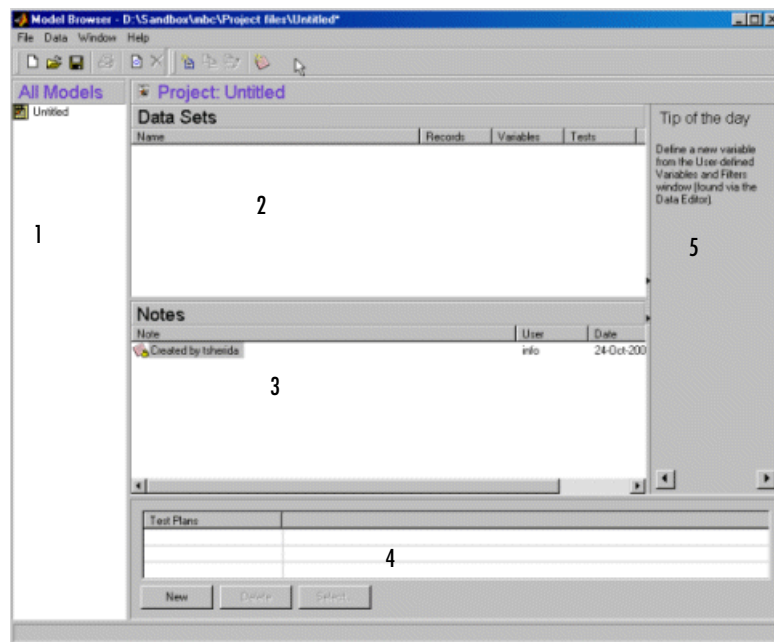 Model Browser - D:\Sandbox\mbc\Project files\Untitled*
File Data Window Help
All Models
Project: Untitled
Untitled
Data Sets
Name Records Variables Tests
Tip of the day
Define a new variable
from the User-defined
Variables and Filters
window (found via the
Data Editor).
1
2
5
Notes
Note User Date
Created by tsherida info 24-Oct-200
3
Test Plans
4
New Delete Select...